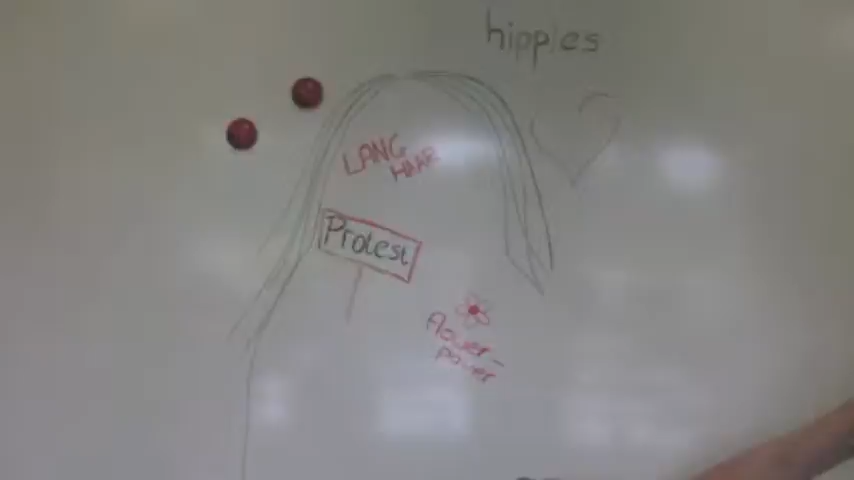 hippies
LANG
HAAR
Protest
flower-
power